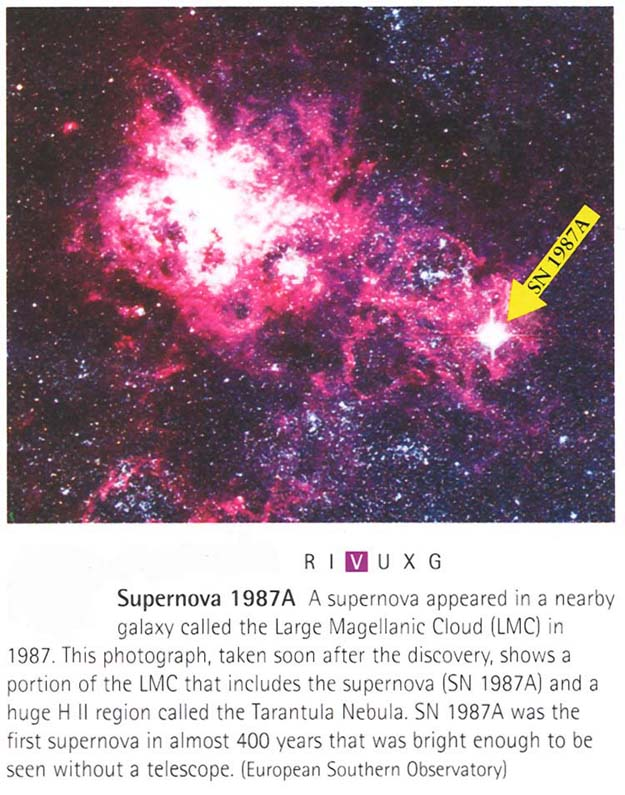 SN 1987A
R I V U X G
Supernova 1987A A supernova appeared in a nearby
galaxy called the Large Magellanic Cloud (LMC) in
1987. This photograph, taken soon after the discovery, shows a
portion of the LMC that includes the supernova (SN 1987A) and a
huge H II region called the Tarantula Nebula. SN 1987A was the
first supernova in almost 400 years that was bright enough to be
seen without a telescope. (European Southern Observatory)